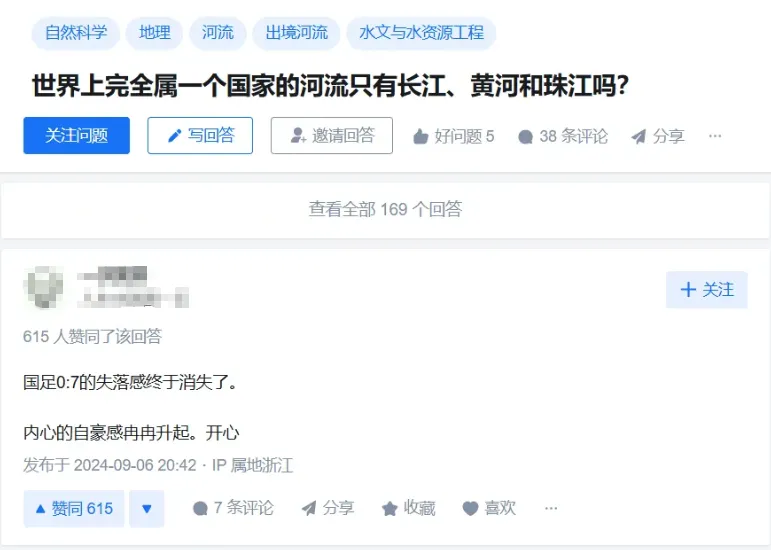 自然科学 地理 河流 出境河流 水文与水资源工程
世界上完全属一个国家的河流只有长江、黄河和珠江吗?
关注问题 写回答 邀请回答 好问题 5 38 条评论 分享 ···
查看全部 169 个回答
+ 关注
615 人赞同了该回答
国足0:7的失落感终于消失了。
内心的自豪感冉冉升起。开心
发布于 2024-09-06 20:42 · IP 属地浙江
赞同 615 7 条评论 分享 收藏 喜欢 ···